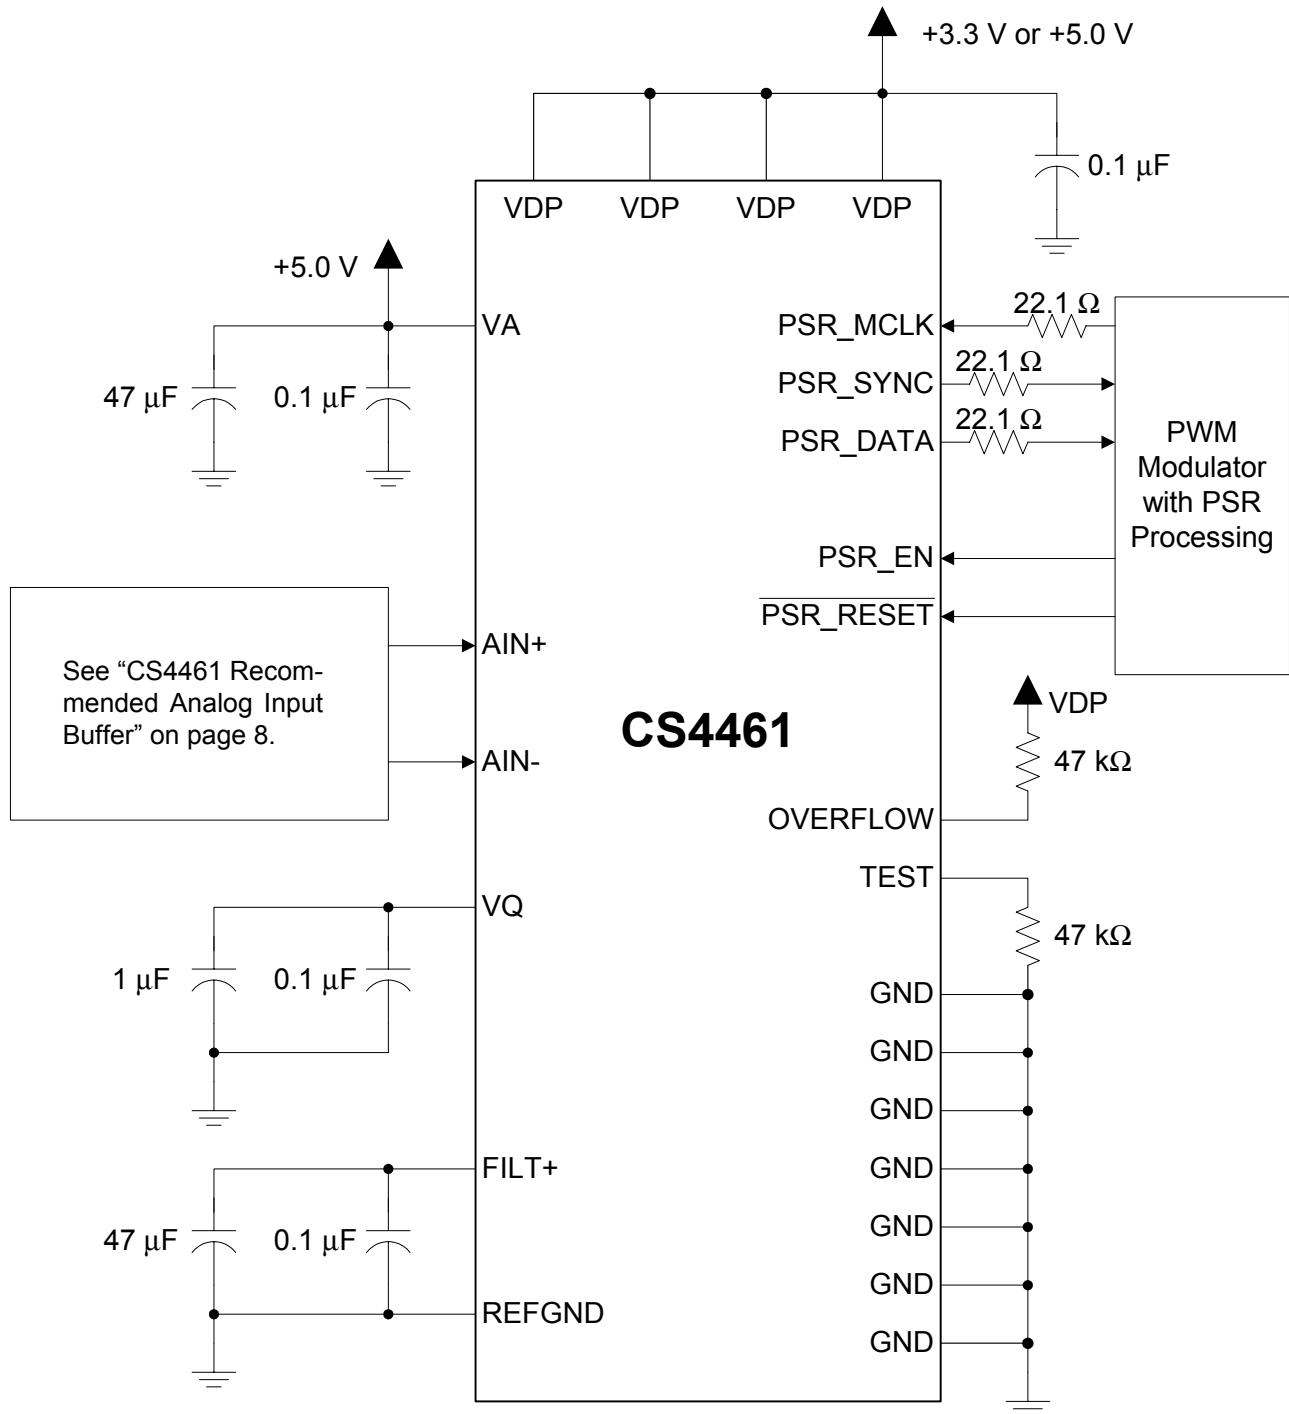 +3.3 V or +5.0 V
0.1 μF
VDP VDP VDP VDP
+5.0 V
VA
47 μF 0.1 μF
PSR_MCLK
22.1 Ω
PSR_SYNC
22.1 Ω
PSR_DATA
22.1 Ω
PSR_EN
PSR_RESET
PWM
Modulator
with PSR
Processing
See “CS4461 Recom-
mended Analog Input
Buffer” on page 8.
AIN+
AIN-
CS4461
VDP
47 kΩ
OVERFLOW
TEST
47 kΩ
VQ
1 μF 0.1 μF
GND
GND
GND
GND
GND
GND
GND
FILT+
47 μF 0.1 μF
REFGND